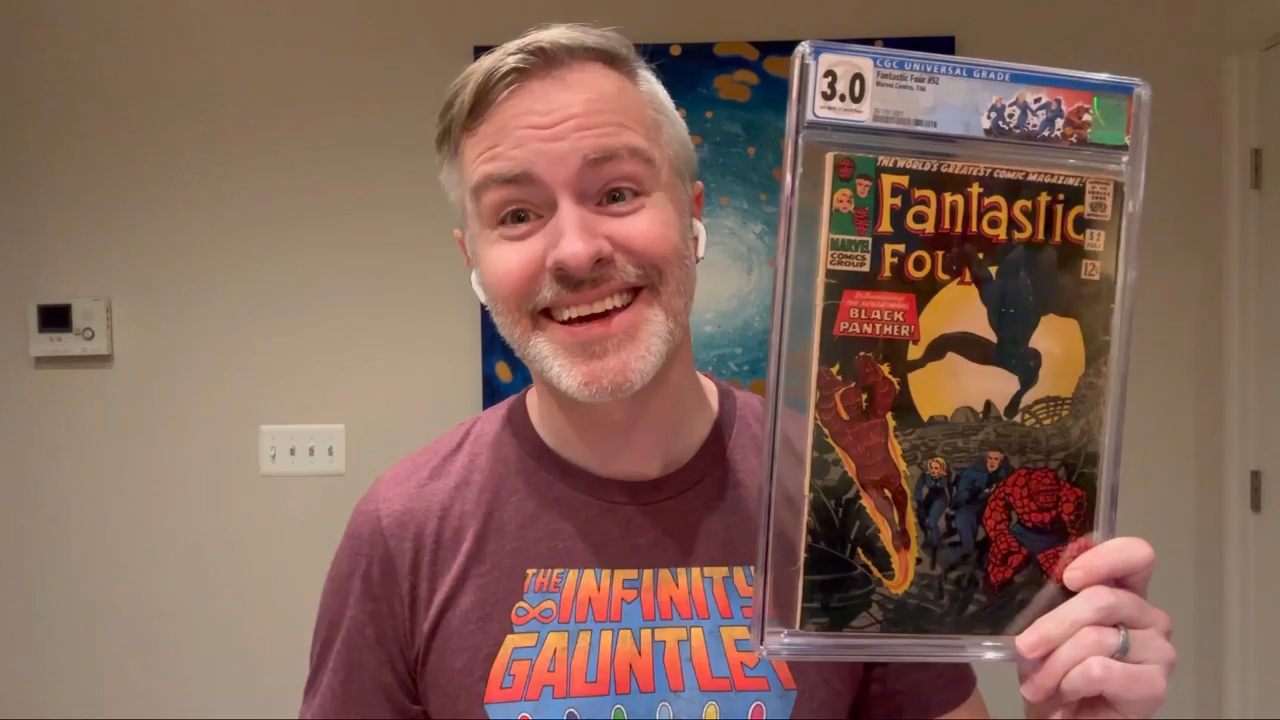 CGC UNIVERSAL GRADE
3.0
Fantastic Four #52
Marvel Comics, 7/66
THE WORLD'S GREATEST COMIC MAGAZINE!
Fantastic
FOUR
MARVEL
COMICS
GROUP
12¢
BLACK
PANTHER!
THE INFINITY
GAUNTLET